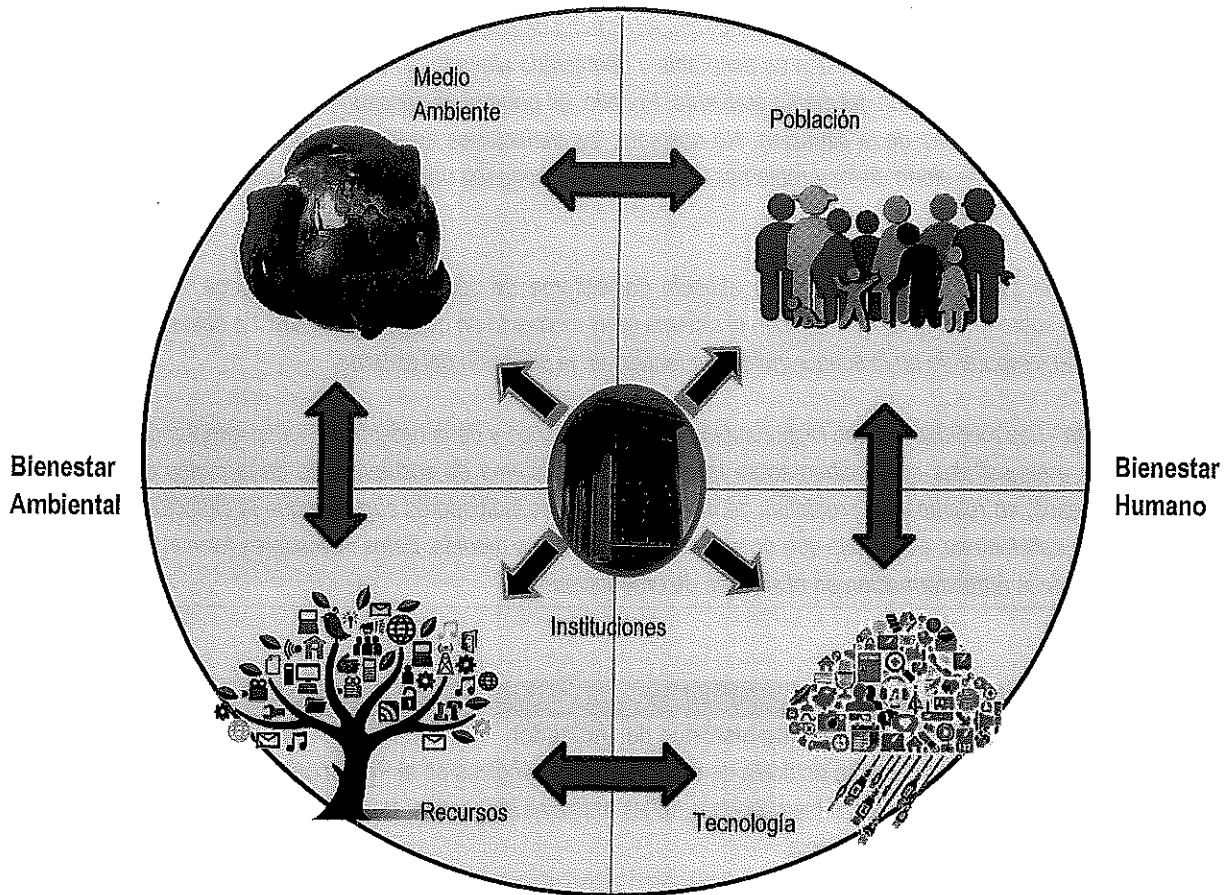 Medio
Ambiente
Población
Bienestar
Ambiental
Bienestar
Humano
Instituciones
Recursos
Tecnología